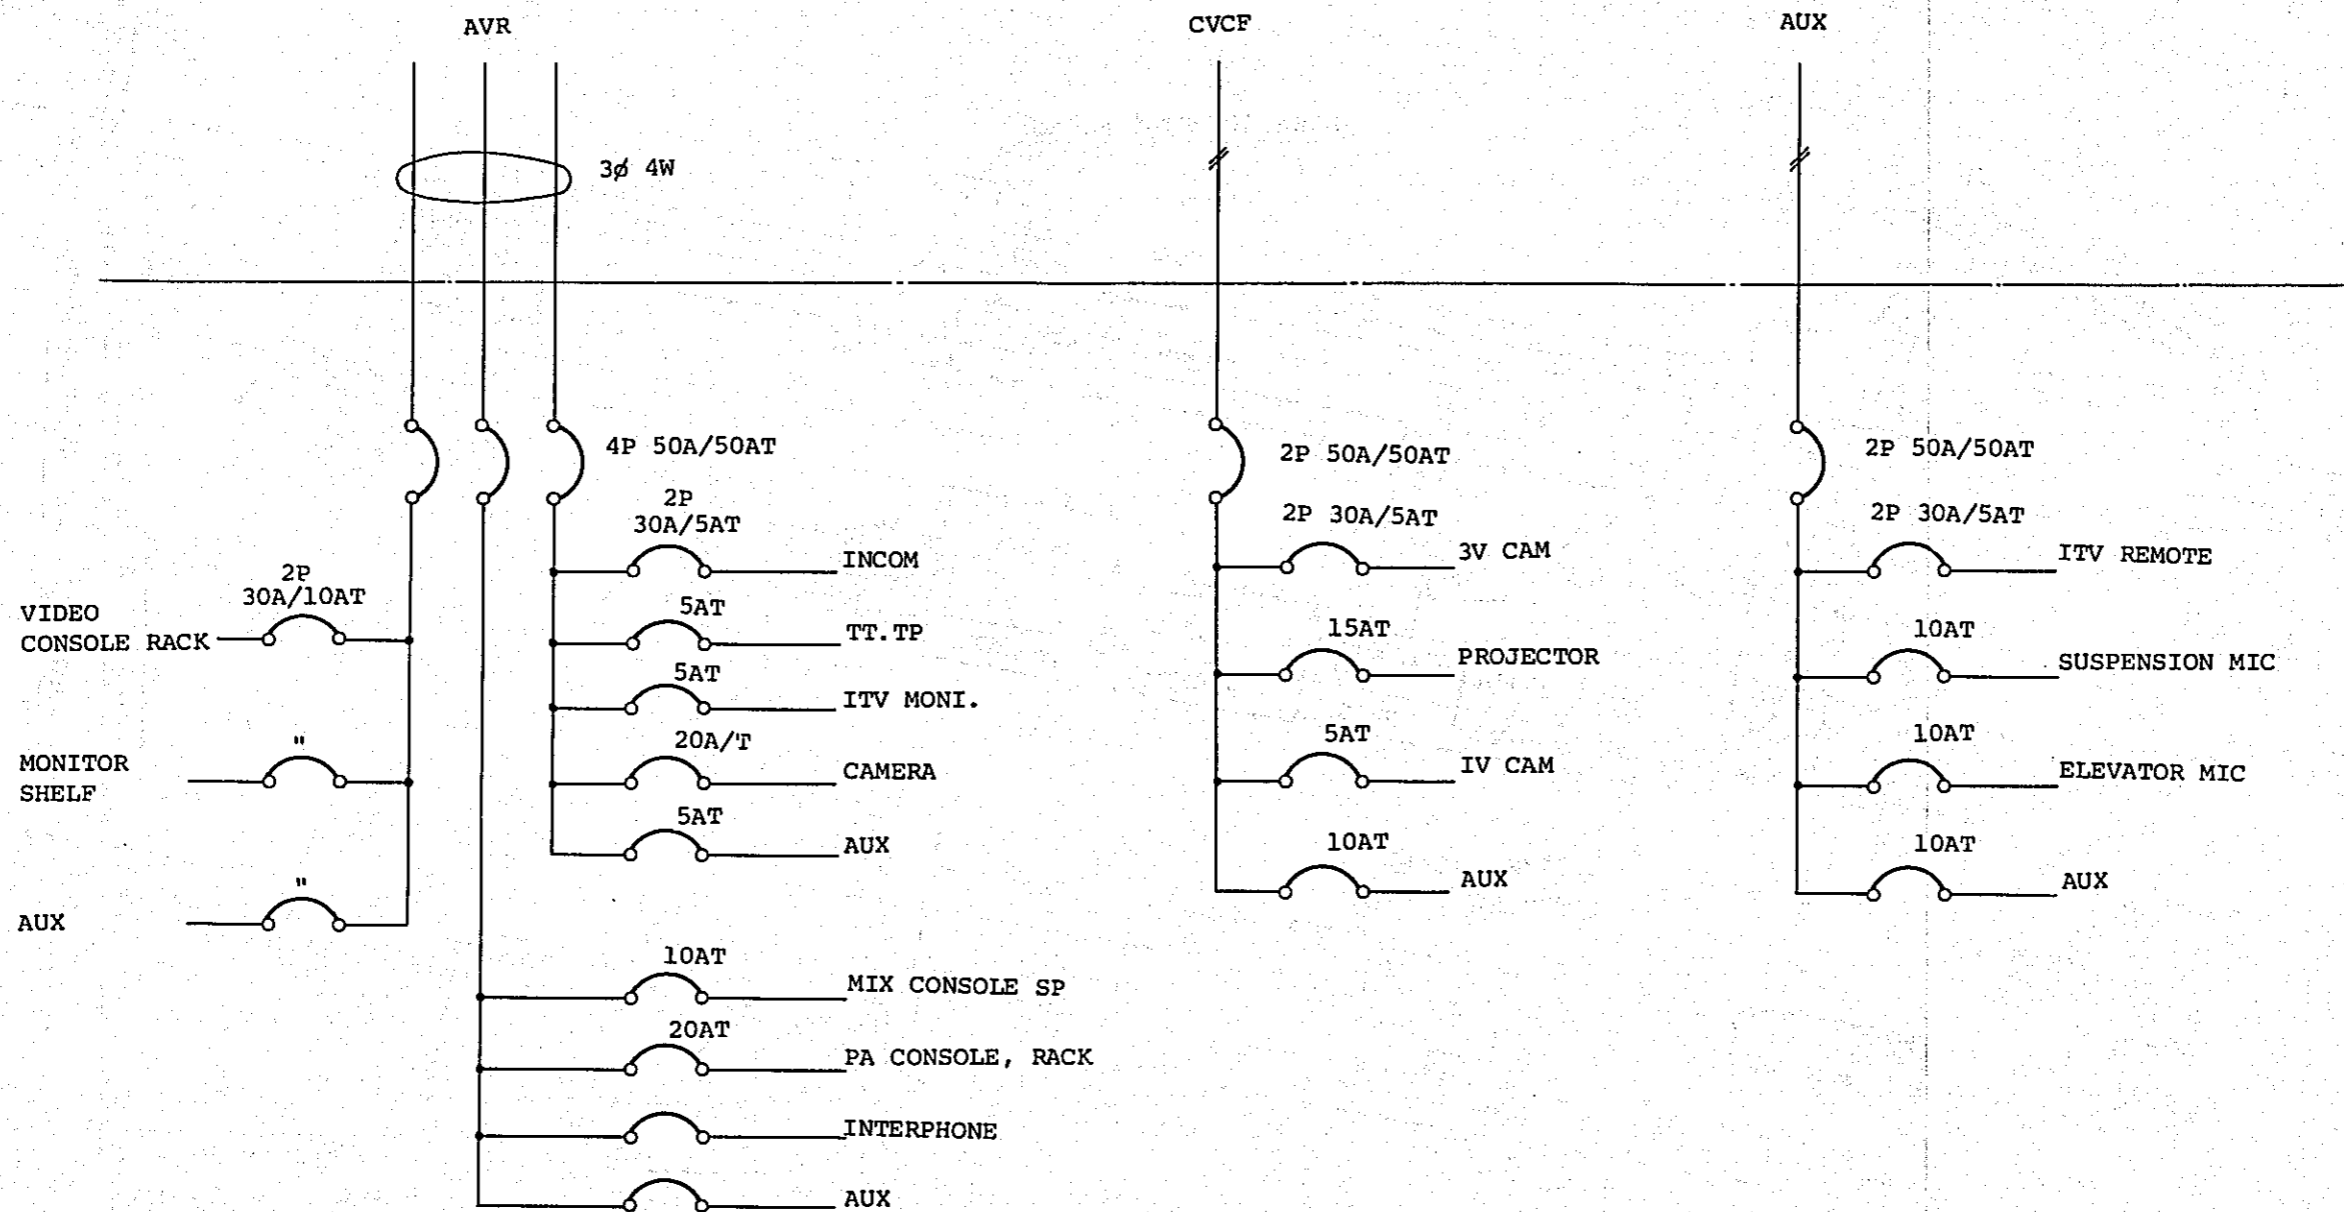 AVR
CVCF
AUX
3ø 4W
4P 50A/50AT
2P
30A/5AT
INCOM
5AT
TT.TP
5AT
ITV MONI.
20A/T
CAMERA
5AT
AUX
2P
30A/10AT
VIDEO
CONSOLE RACK
"
MONITOR
SHELF
"
AUX
10AT
MIX CONSOLE SP
20AT
PA CONSOLE, RACK
INTERPHONE
AUX
2P 50A/50AT
2P 30A/5AT
3V CAM
15AT
PROJECTOR
5AT
IV CAM
10AT
AUX
2P 50A/50AT
2P 30A/5AT
ITV REMOTE
10AT
SUSPENSION MIC
10AT
ELEVATOR MIC
10AT
AUX